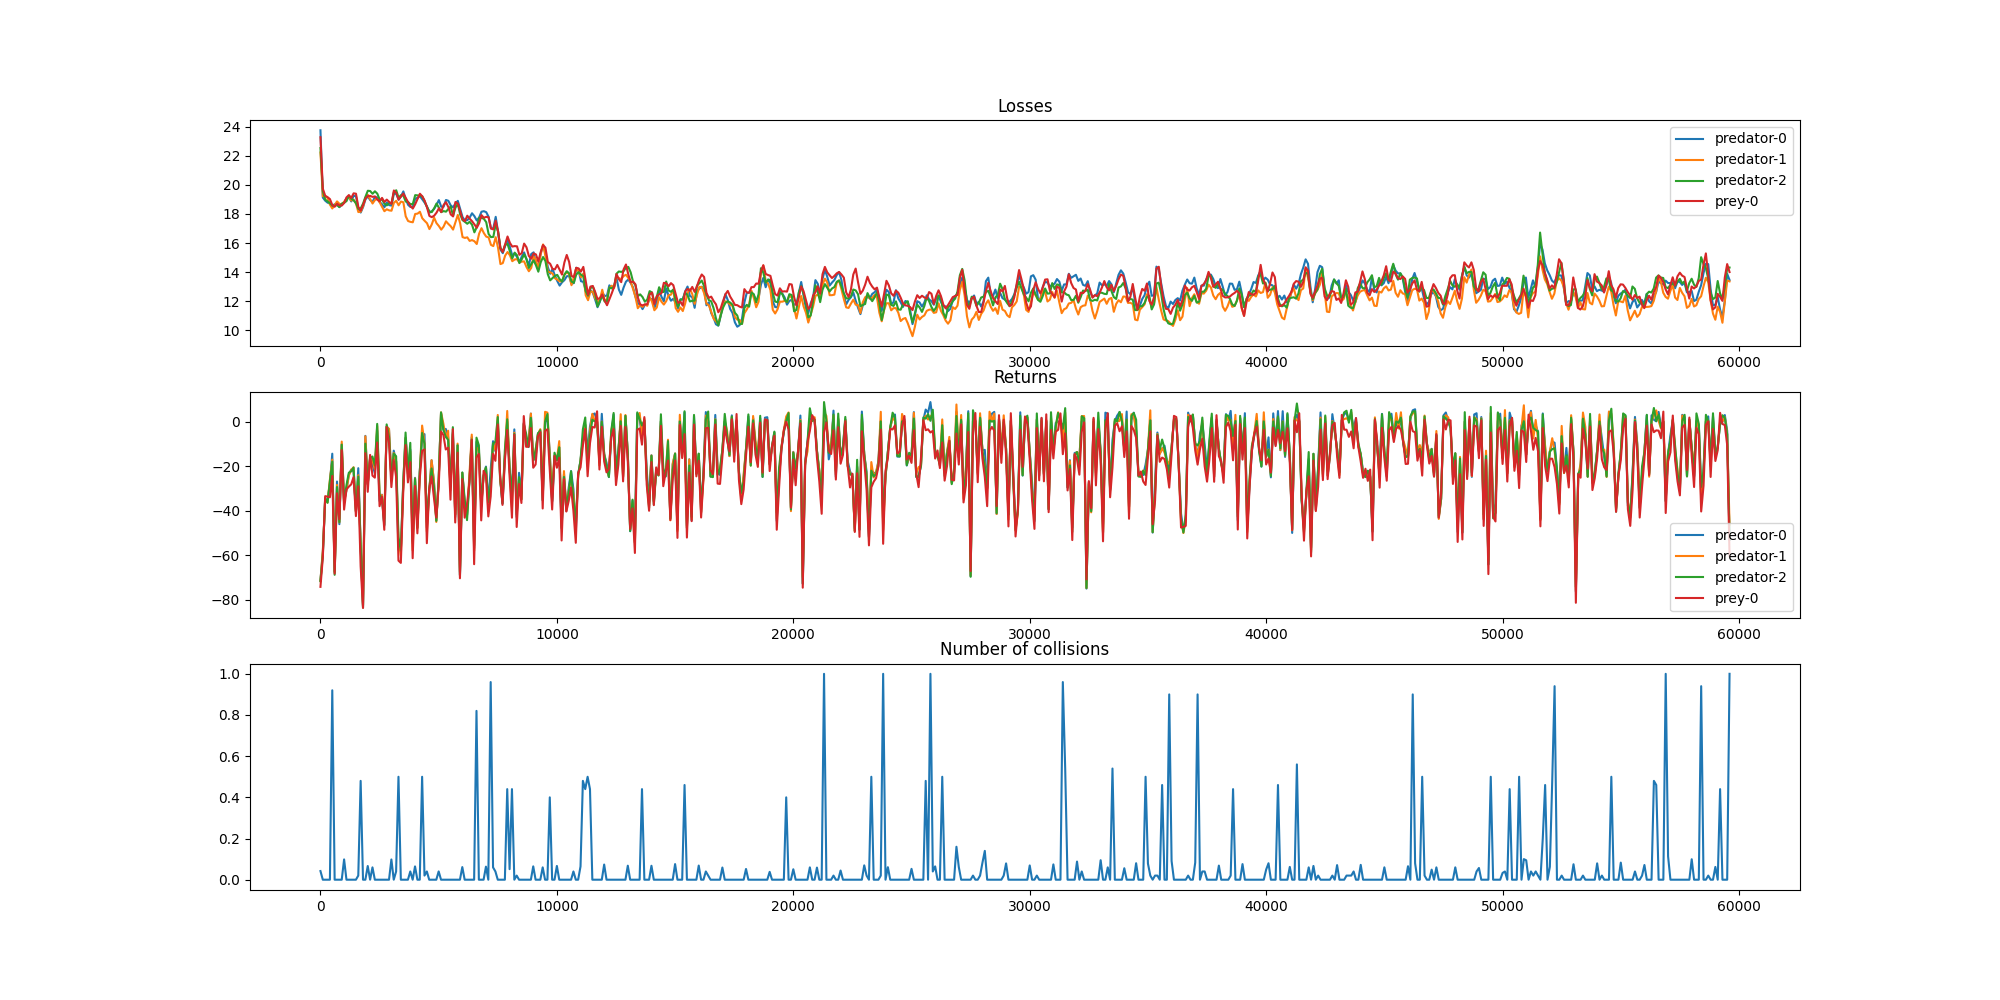 Losses
24
22
20
18
16
14
12
10
predator-0
predator-1
predator-2
prey-0
0 10000 20000 30000 40000 50000 60000
Returns
0
−20
−40
−60
−80
predator-0
predator-1
predator-2
prey-0
0 10000 20000 30000 40000 50000 60000
Number of collisions
1.0
0.8
0.6
0.4
0.2
0.0
0 10000 20000 30000 40000 50000 60000